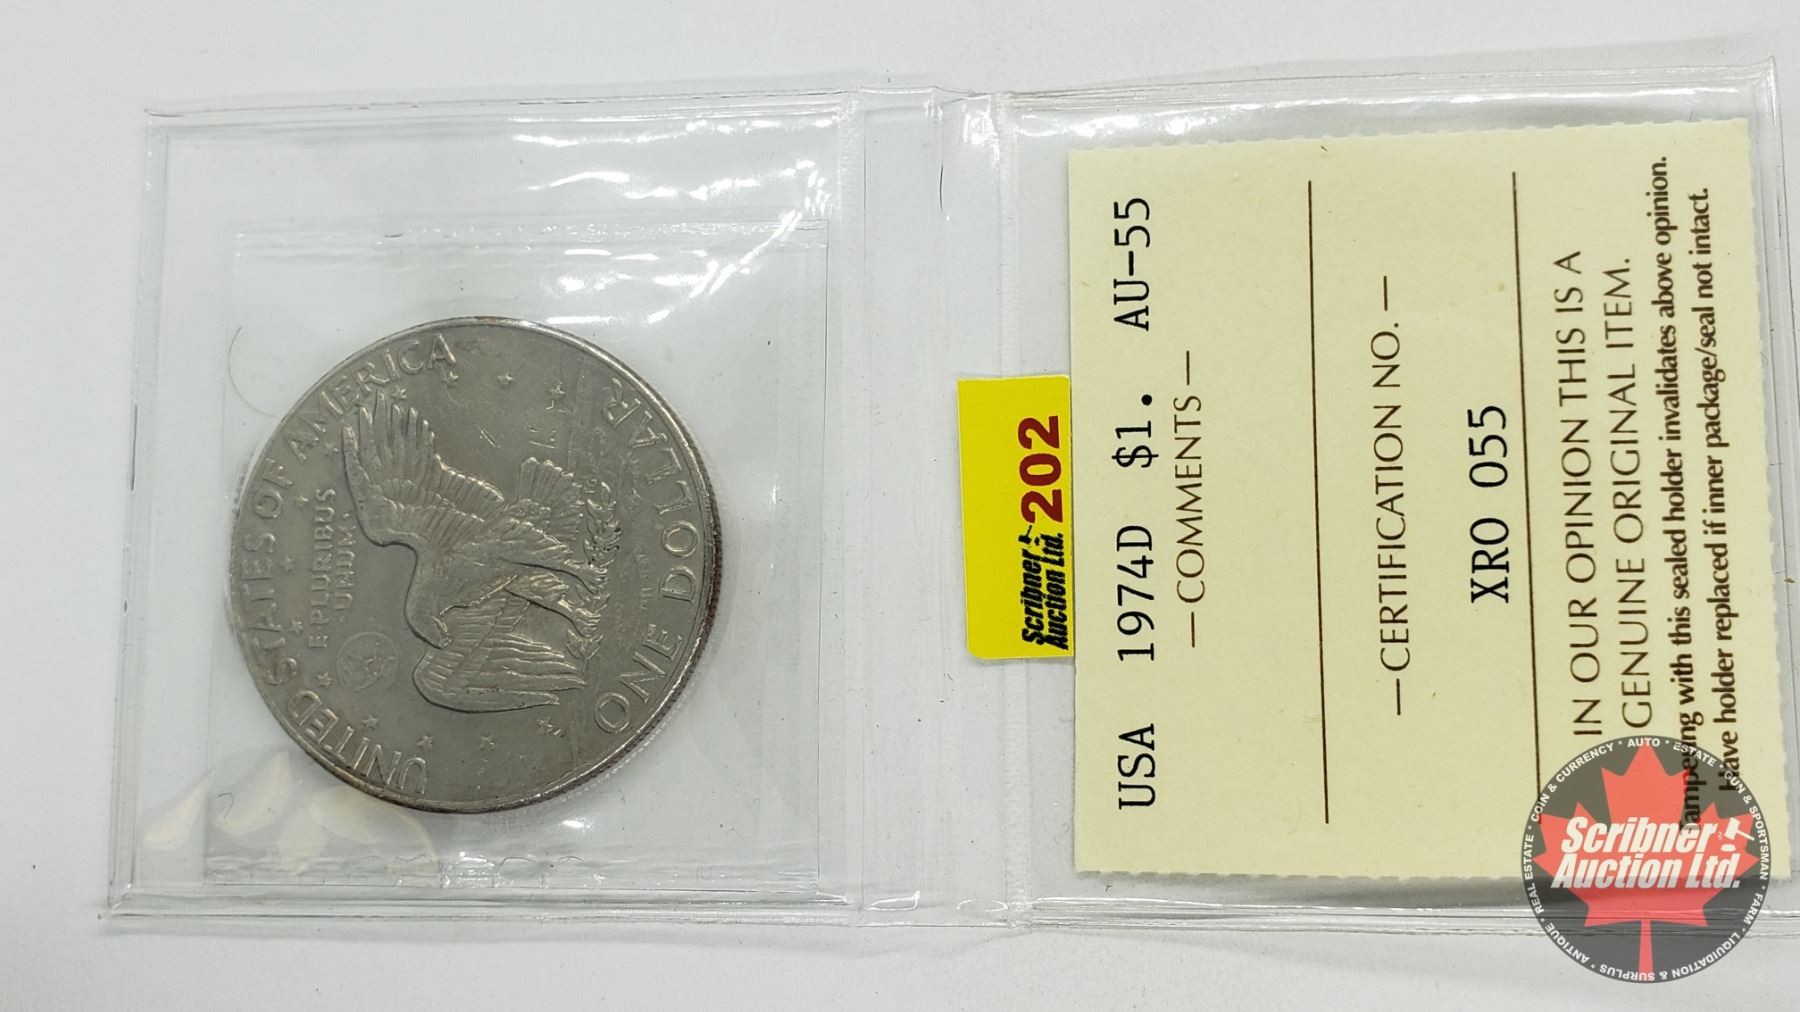 UNITED STATES OF AMERICA
E PLURIBUS
UNUM
ONE DOLLAR
Scribner
Auction Ltd.
202
USA 1974D $1. AU-55
—COMMENTS—
—CERTIFICATION NO.—
XRO 055
IN OUR OPINION THIS IS A
GENUINE ORIGINAL ITEM.
Tampering with this sealed holder invalidates above opinion.
Have holder replaced if inner package/seal not intact.
Scribner
Auction Ltd.
ANTIQUE * REAL ESTATE * COIN & CURRENCY * AUTO * ESTATE * GUN & SPORTSMAN * FARM * LIQUIDATION & SURPLUS *